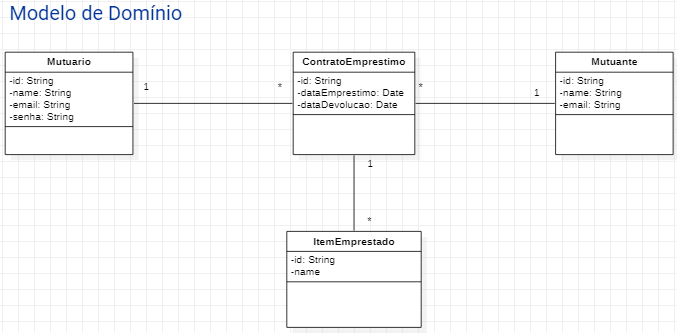 Modelo de Domínio
Mutuario
-id: String
-name: String
-email: String
-senha: String
1
*
ContratoEmprestimo
-id: String
-dataEmprestimo: Date
-dataDevolucao: Date
*
1
Mutuante
-id: String
-name: String
-email: String
1
*
ItemEmprestado
-id: String
-name